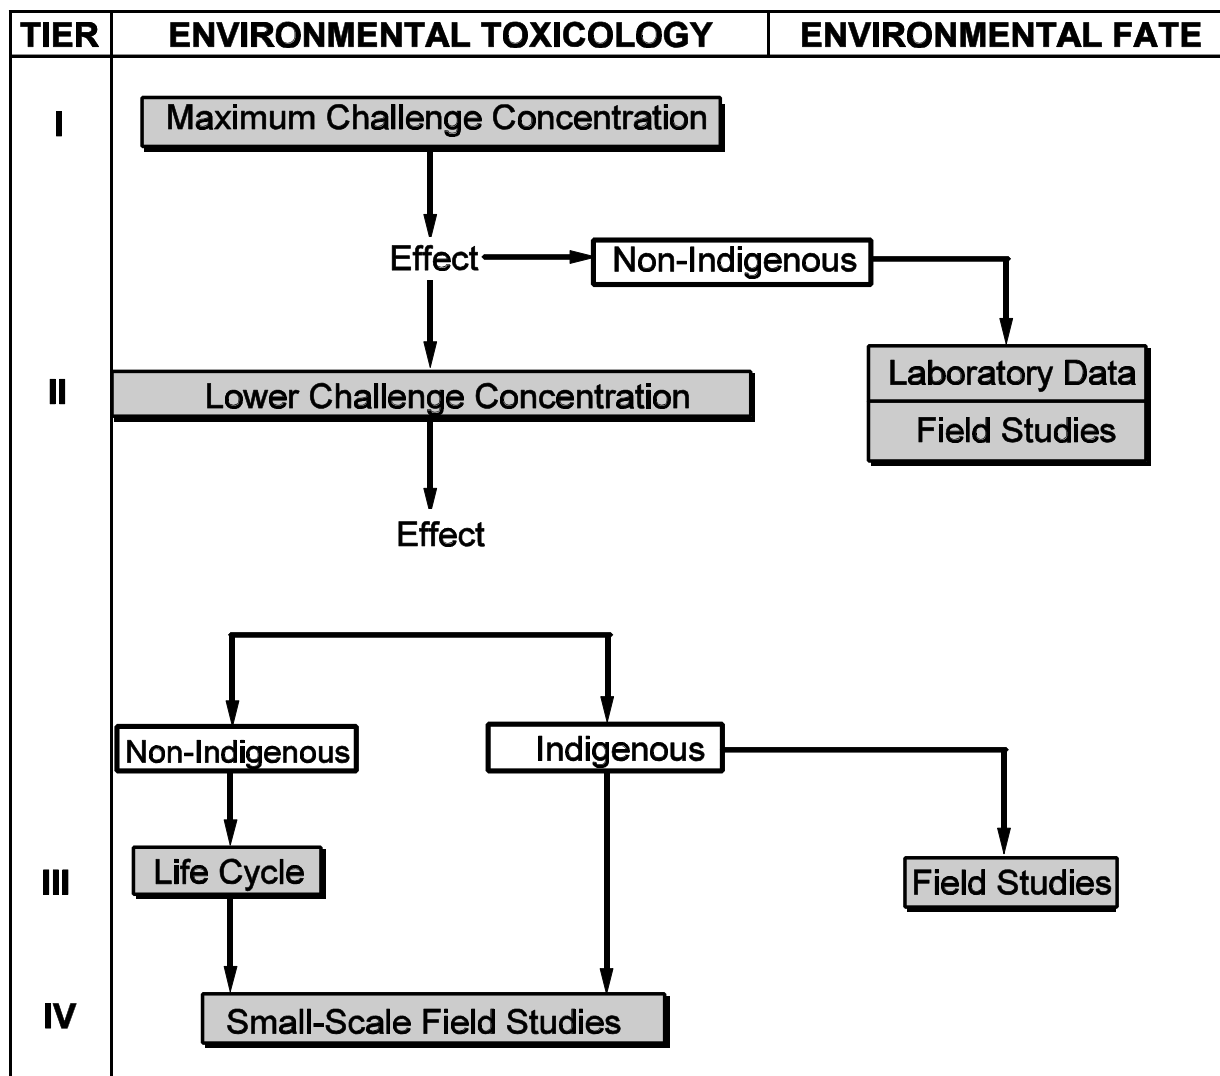 TIER ENVIRONMENTAL TOXICOLOGY ENVIRONMENTAL FATE
I Maximum Challenge Concentration
Effect Non-Indigenous
II Lower Challenge Concentration
Laboratory Data
Field Studies
Effect
Non-Indigenous Indigenous
III Life Cycle Field Studies
IV Small-Scale Field Studies